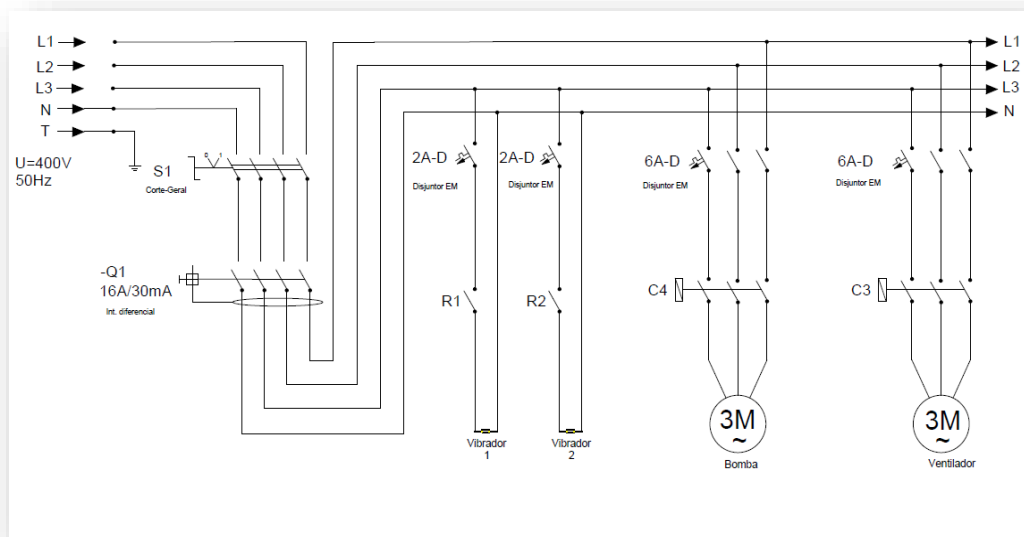 L1
L2
L3
N
T
U=400V
50Hz
0 1
S1
Corte-Geral
-Q1
16A/30mA
Int. diferencial
2A-D
Disjuntor EM
2A-D
Disjuntor EM
6A-D
Disjuntor EM
6A-D
Disjuntor EM
L1
L2
L3
N
R1
R2
C4
C3
Vibrador
1
Vibrador
2
3M
~
Bomba
3M
~
Ventilador